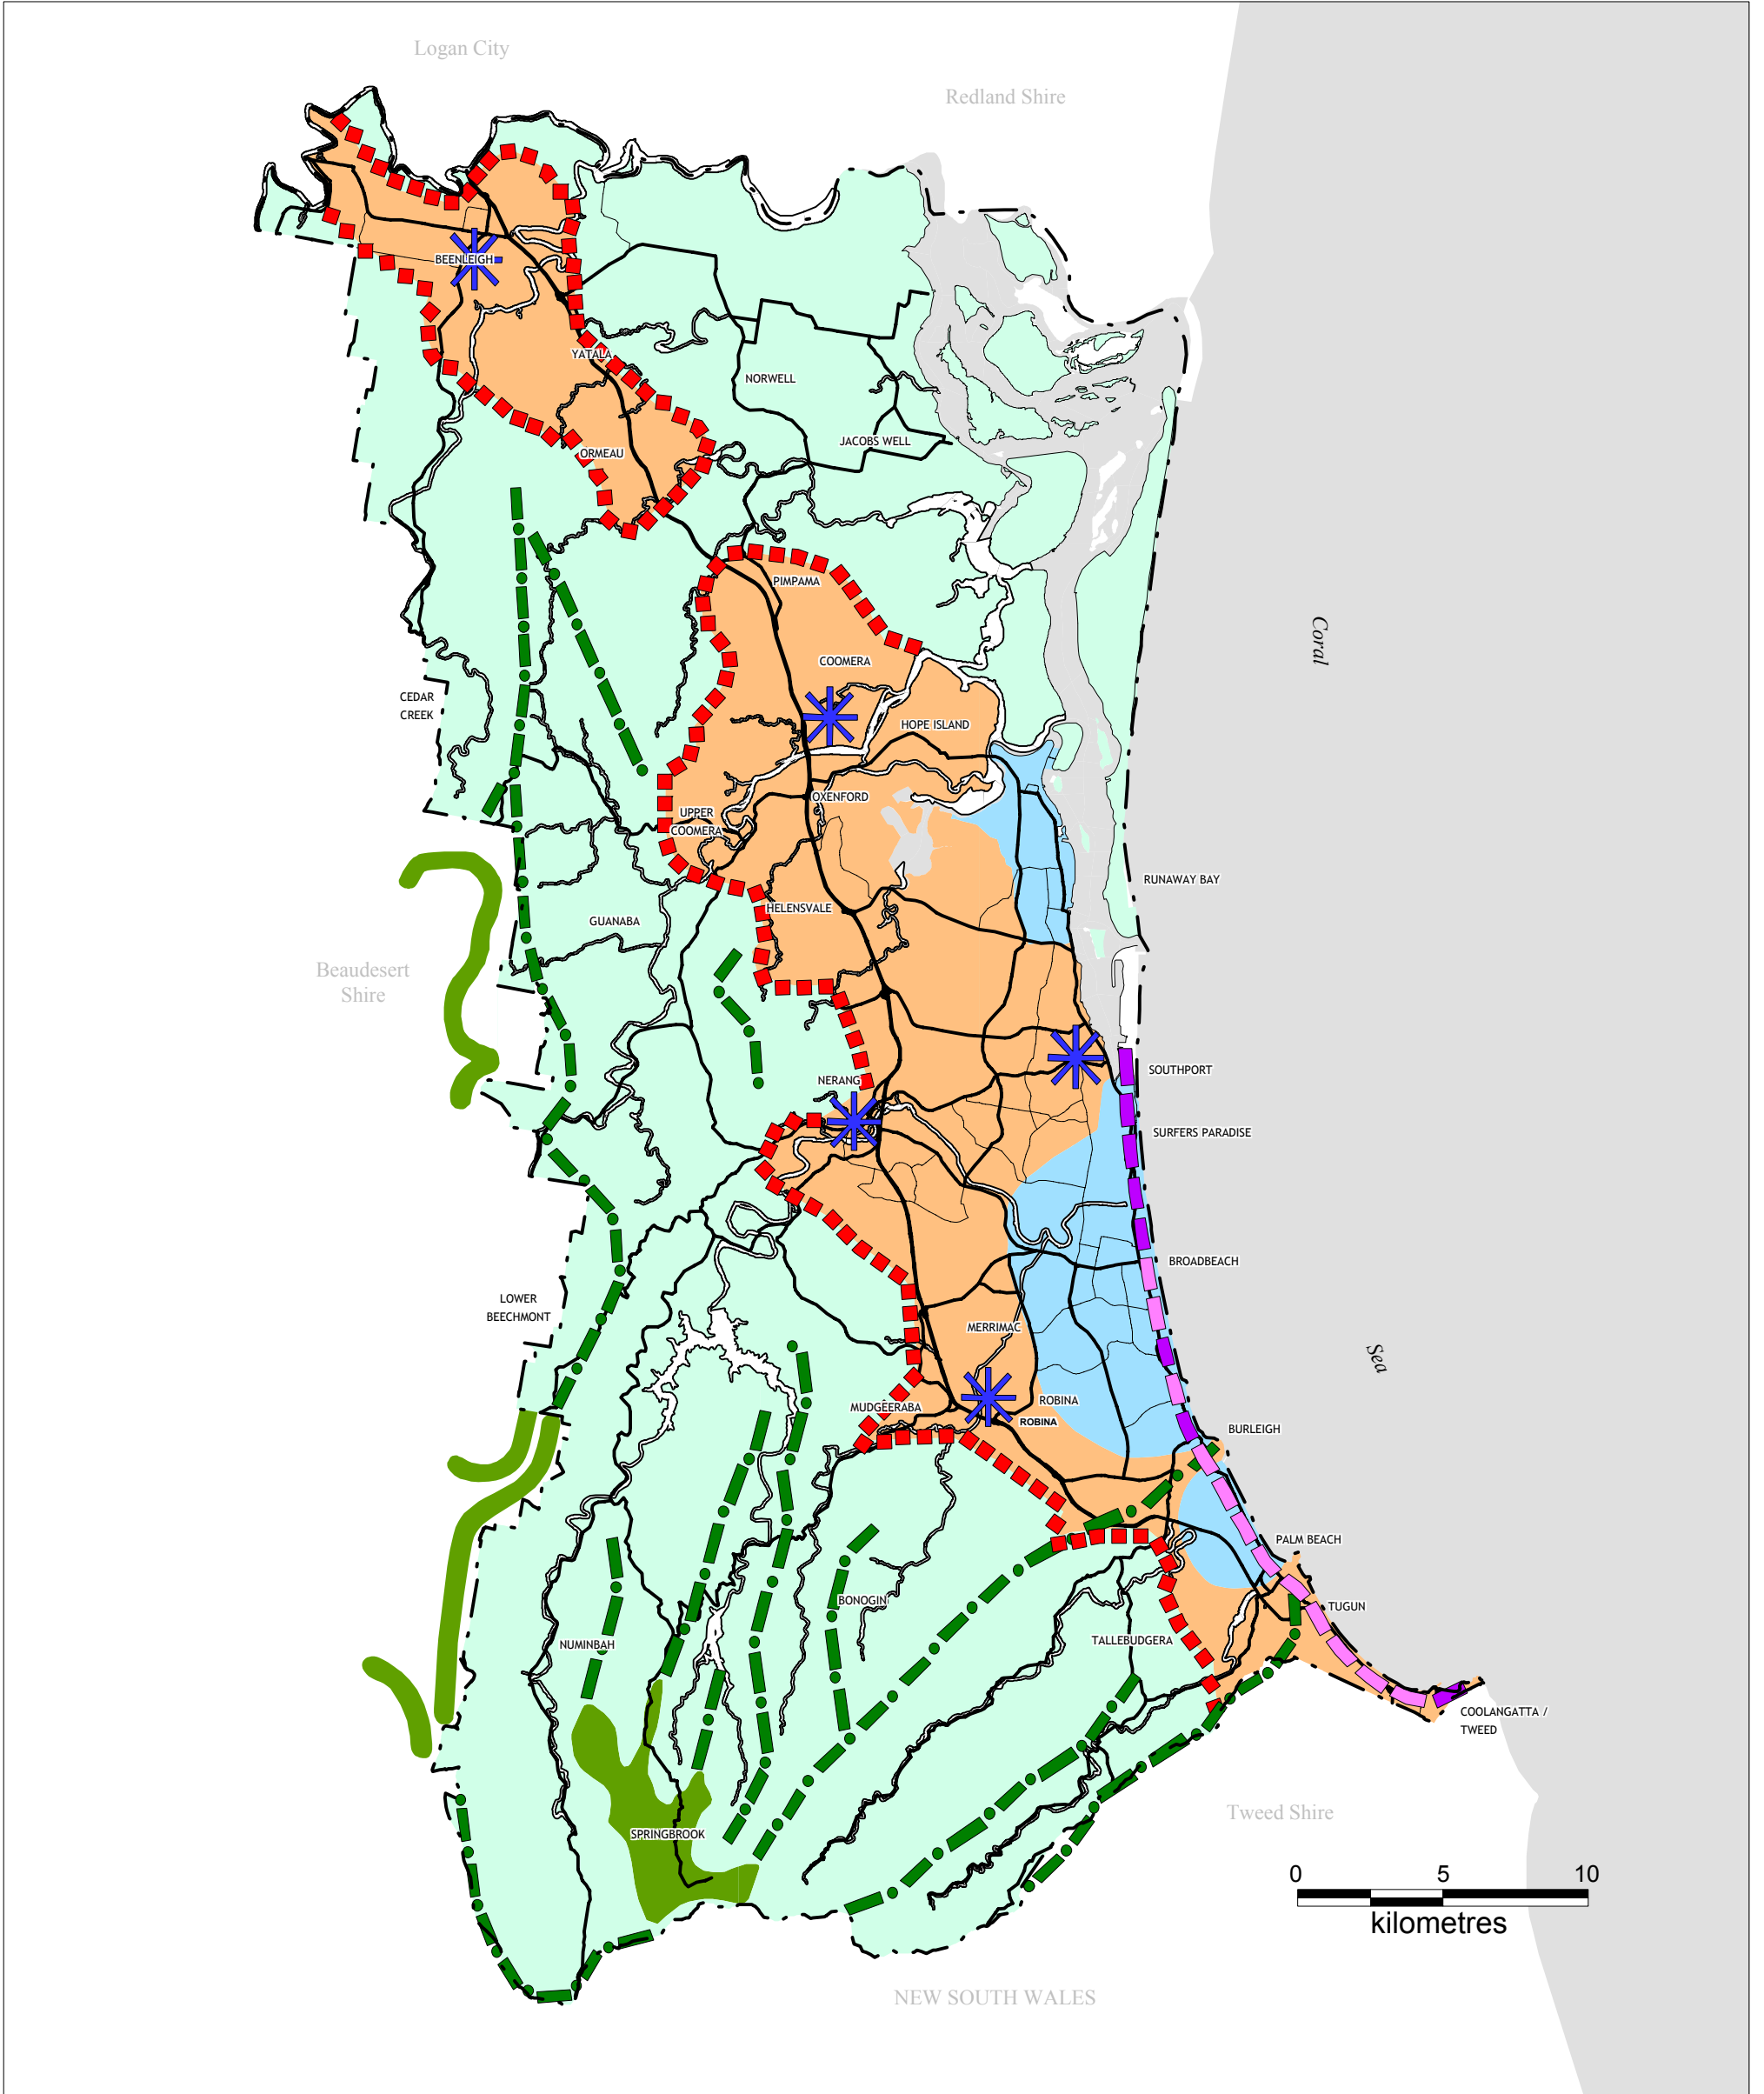 Logan City
Redland Shire
BEENLEIGH
YATALA
NORWELL
JACOBS WELL
ORMEAU
PIMPAMA
Coral
COOMERA
CEDAR
CREEK
HOPE ISLAND
OXENFORD
UPPER
COOMERA
RUNAWAY BAY
HELENSVALE
GUANABA
Beaudesert
Shire
SOUTHPORT
NERANG
SURFERS PARADISE
BROADBEACH
LOWER
BEECHMONT
MERRIMAC
Sea
ROBINA
MUDGEERABA
ROBINA
BURLEIGH
PALM BEACH
BONOGIN
TUGUN
NUMINBAH
TALLEBUDGERA
COOLANGATTA /
TWEED
Tweed Shire
SPRINGBROOK
0 5 10
kilometres
NEW SOUTH WALES